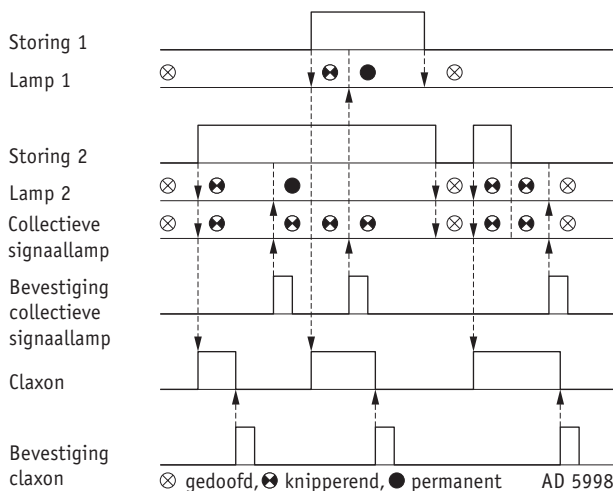 Storing 1
Lamp 1
Storing 2
Lamp 2
Collectieve
signaallamp
Bevestiging
collectieve
signaallamp
Claxon
Bevestiging
claxon
gedoofd, knipperend, permanent AD 5998